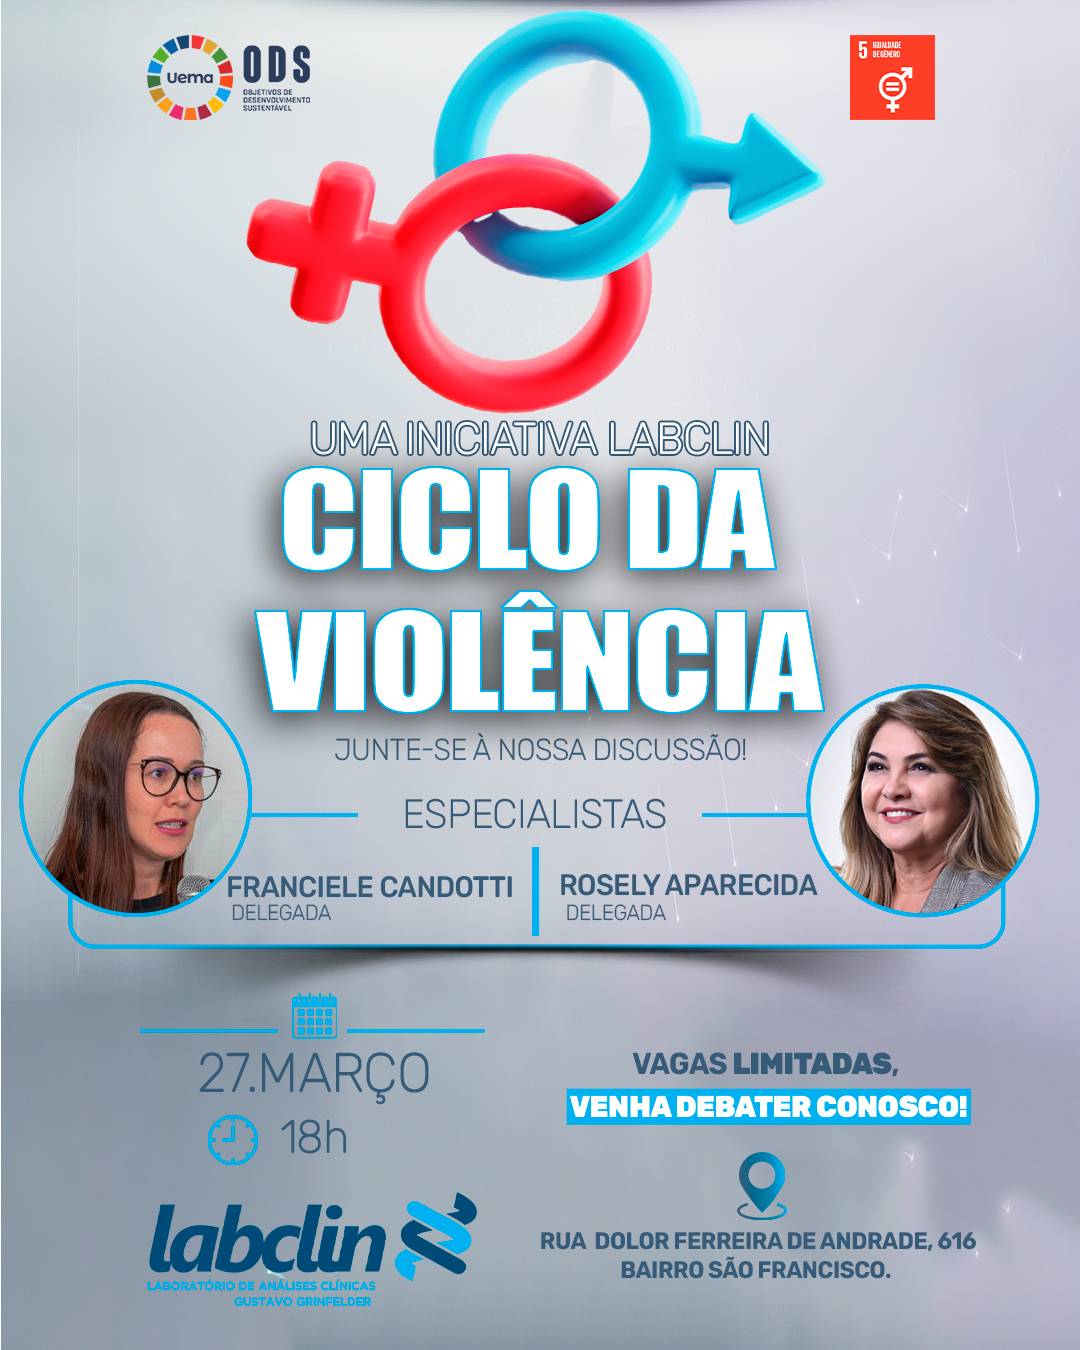 Uema
ODS
OBJETIVOS DE
DESENVOLVIMENTO
SUSTENTÁVEL
5 IGUALDADE
DE GÊNERO
UMA INICIATIVA LABCLIN
CICLO DA
VIOLÊNCIA
JUNTE-SE À NOSSA DISCUSSÃO!
ESPECIALISTAS
FRANCIELE CANDOTTI
DELEGADA
ROSELY APARECIDA
DELEGADA
27.MARÇO
18h
VAGAS LIMITADAS,
VENHA DEBATER CONOSCO!
RUA DOLOR FERREIRA DE ANDRADE, 616
BAIRRO SÃO FRANCISCO.
labclin
LABORATÓRIO DE ANÁLISES CLÍNICAS
GUSTAVO GRINFELDER